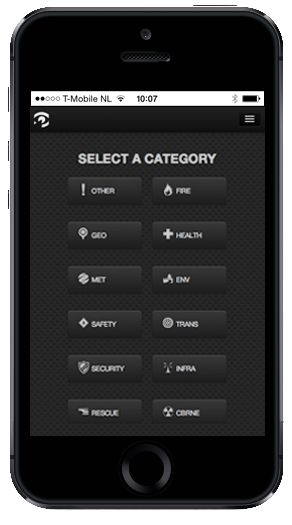 T-Mobile NL 10:07
SELECT A CATEGORY
OTHER FIRE
GEO HEALTH
MET ENV
SAFETY TRANS
SECURITY INFRA
RESCUE CBRNE